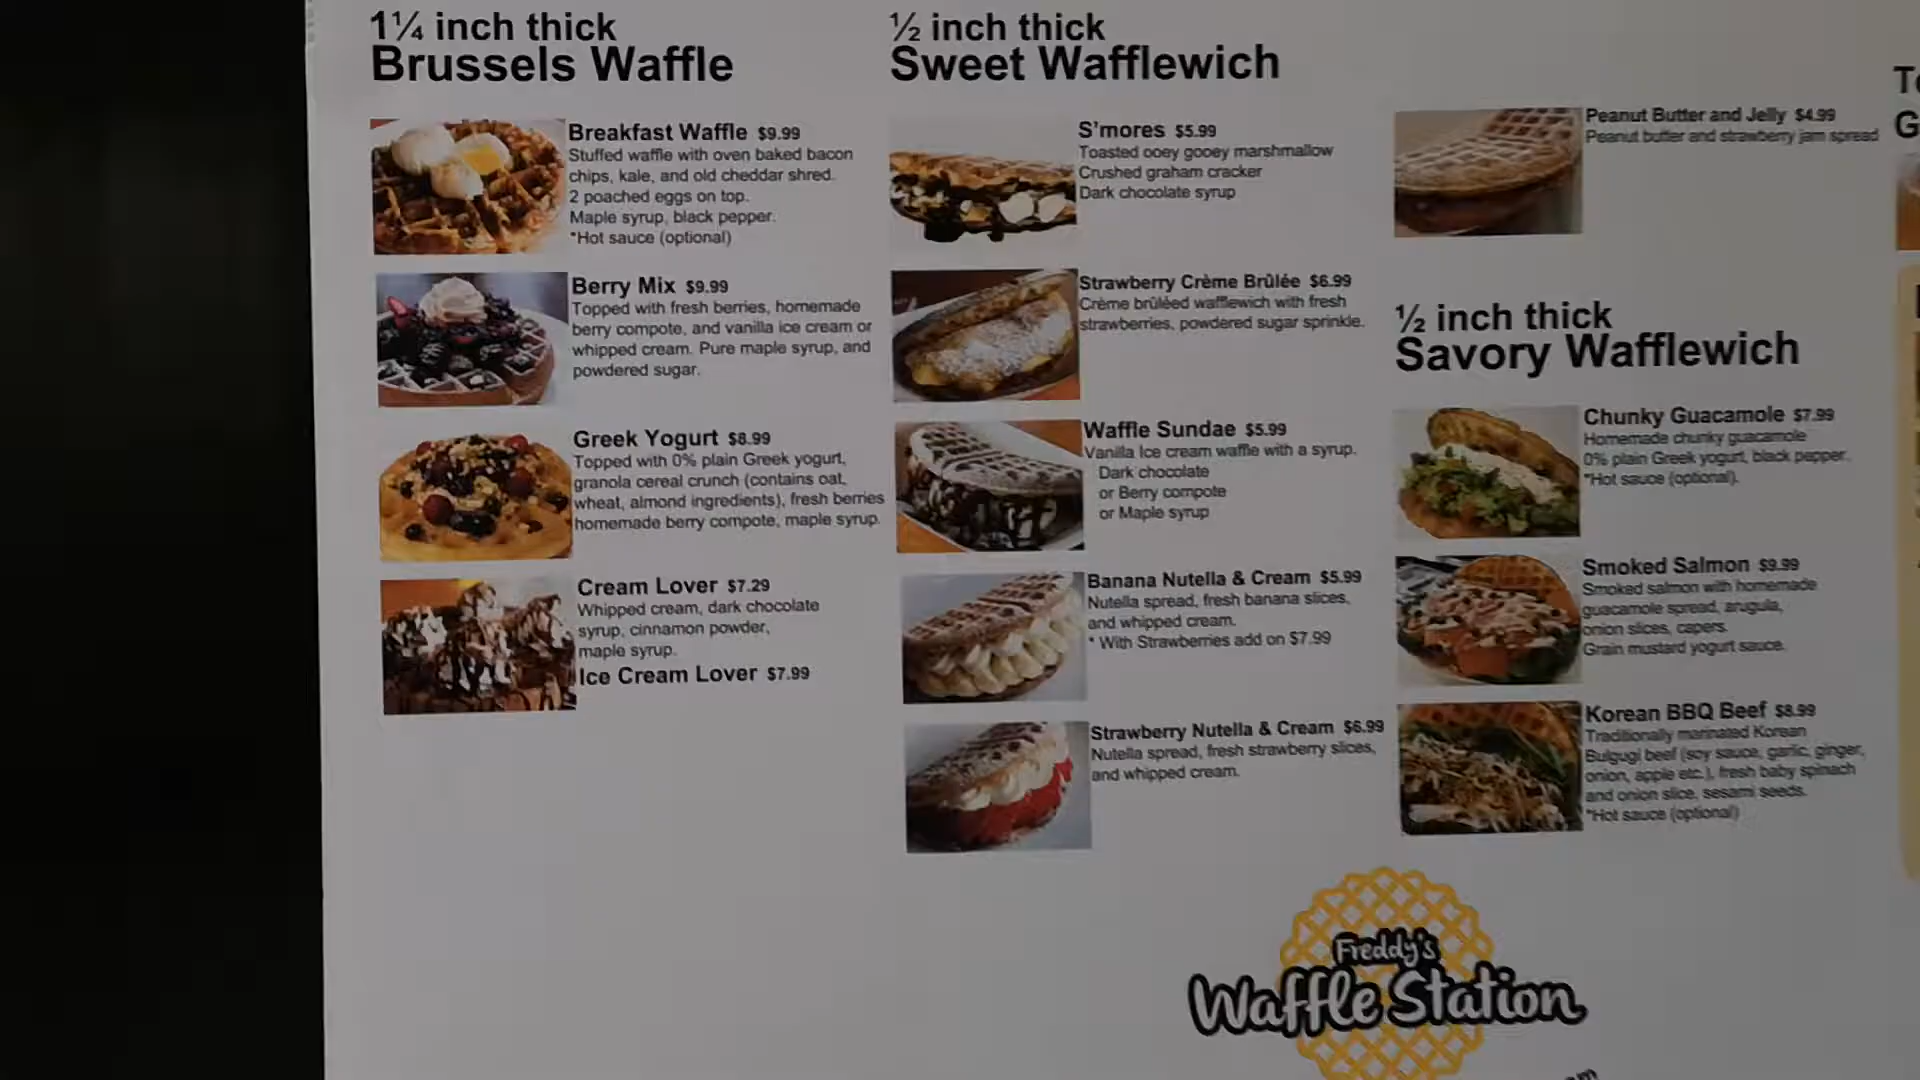 1¼ inch thick
Brussels Waffle
Breakfast Waffle $9.99
Stuffed waffle with oven baked bacon
chips, kale, and old cheddar shred.
2 poached eggs on top.
Maple syrup, black pepper.
*Hot sauce (optional)
Berry Mix $9.99
Topped with fresh berries, homemade
berry compote, and vanilla ice cream or
whipped cream. Pure maple syrup, and
powdered sugar.
Greek Yogurt $8.99
Topped with 0% plain Greek yogurt,
granola cereal crunch (contains oat,
wheat, almond ingredients), fresh berries
homemade berry compote, maple syrup.
Cream Lover $7.29
Whipped cream, dark chocolate
syrup, cinnamon powder,
maple syrup.
Ice Cream Lover $7.99
½ inch thick
Sweet Wafflewich
S'mores $5.99
Toasted ooey gooey marshmallow
Crushed graham cracker
Dark chocolate syrup
Strawberry Crème Brûlée $6.99
Crème brûléed wafflewich with fresh
strawberries, powdered sugar sprinkle.
Waffle Sundae $5.99
Vanilla Ice cream waffle with a syrup.
Dark chocolate
or Berry compote
or Maple syrup
Banana Nutella & Cream $5.99
Nutella spread, fresh banana slices,
and whipped cream.
* With Strawberries add on $7.99
Strawberry Nutella & Cream $6.99
Nutella spread, fresh strawberry slices,
and whipped cream.
Peanut Butter and Jelly $4.99
Peanut butter and strawberry jam spread
½ inch thick
Savory Wafflewich
Chunky Guacamole $7.99
Homemade chunky guacamole
0% plain Greek yogurt, black pepper.
*Hot sauce (optional).
Smoked Salmon $9.99
Smoked salmon with homemade
guacamole spread, arugula,
onion slices, capers.
Grain mustard yogurt sauce.
Korean BBQ Beef $8.99
Traditionally marinated Korean
Bulgugi beef (soy sauce, garlic, ginger,
onion, apple etc.), fresh baby spinach
and onion slice, sesami seeds.
*Hot sauce (optional)
Freddy's
Waffle Station